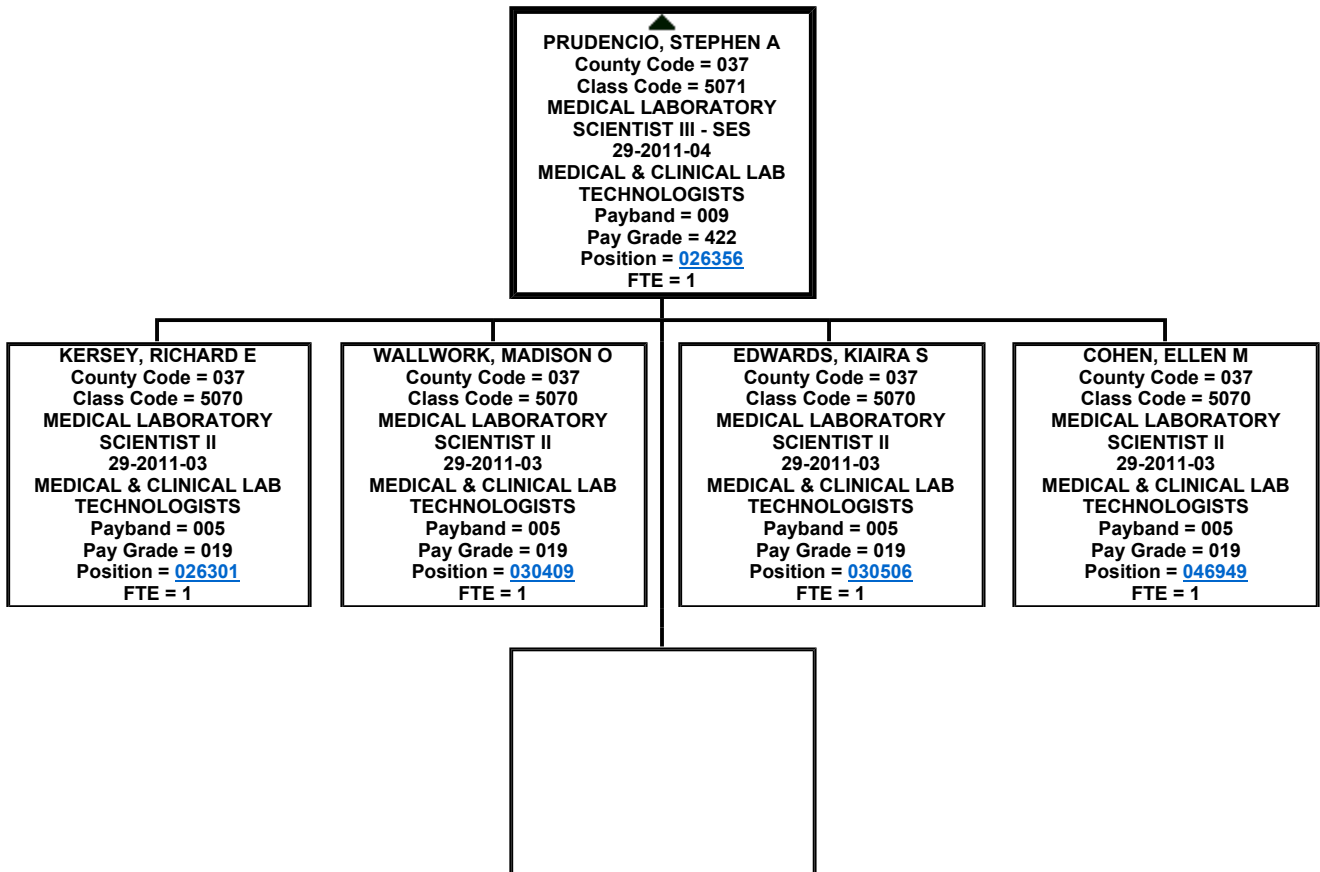 PRUDENCIO, STEPHEN A
County Code = 037
Class Code = 5071
MEDICAL LABORATORY
SCIENTIST III - SES
29-2011-04
MEDICAL & CLINICAL LAB
TECHNOLOGISTS
Payband = 009
Pay Grade = 422
Position = 026356
FTE = 1
KERSEY, RICHARD E
County Code = 037
Class Code = 5070
MEDICAL LABORATORY
SCIENTIST II
29-2011-03
MEDICAL & CLINICAL LAB
TECHNOLOGISTS
Payband = 005
Pay Grade = 019
Position = 026301
FTE = 1
WALLWORK, MADISON O
County Code = 037
Class Code = 5070
MEDICAL LABORATORY
SCIENTIST II
29-2011-03
MEDICAL & CLINICAL LAB
TECHNOLOGISTS
Payband = 005
Pay Grade = 019
Position = 030409
FTE = 1
EDWARDS, KIAIRA S
County Code = 037
Class Code = 5070
MEDICAL LABORATORY
SCIENTIST II
29-2011-03
MEDICAL & CLINICAL LAB
TECHNOLOGISTS
Payband = 005
Pay Grade = 019
Position = 030506
FTE = 1
COHEN, ELLEN M
County Code = 037
Class Code = 5070
MEDICAL LABORATORY
SCIENTIST II
29-2011-03
MEDICAL & CLINICAL LAB
TECHNOLOGISTS
Payband = 005
Pay Grade = 019
Position = 046949
FTE = 1